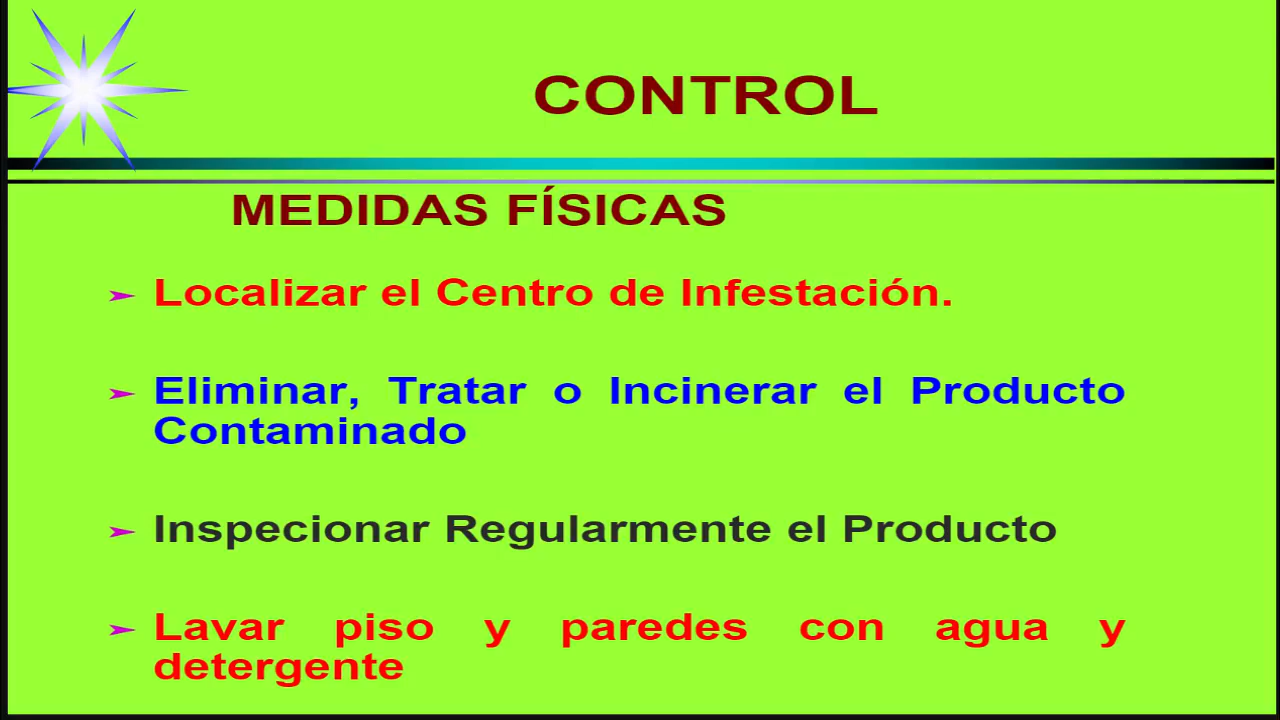 CONTROL
MEDIDAS FÍSICAS
Localizar el Centro de Infestación.
Eliminar, Tratar o Incinerar el Producto
Contaminado
Inspecionar Regularmente el Producto
Lavar piso y paredes con agua y
detergente